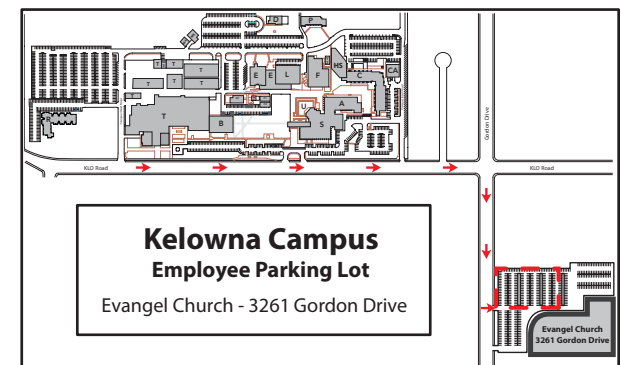 J D
P
HS
C
CA
T T
T
T
T
T
T
T
E
E
L
F
R
T
T
B
U
A
S
Gordon Drive
KLO Road
KLO Road
Kelowna Campus
Employee Parking Lot
Evangel Church - 3261 Gordon Drive
Evangel Church
3261 Gordon Drive